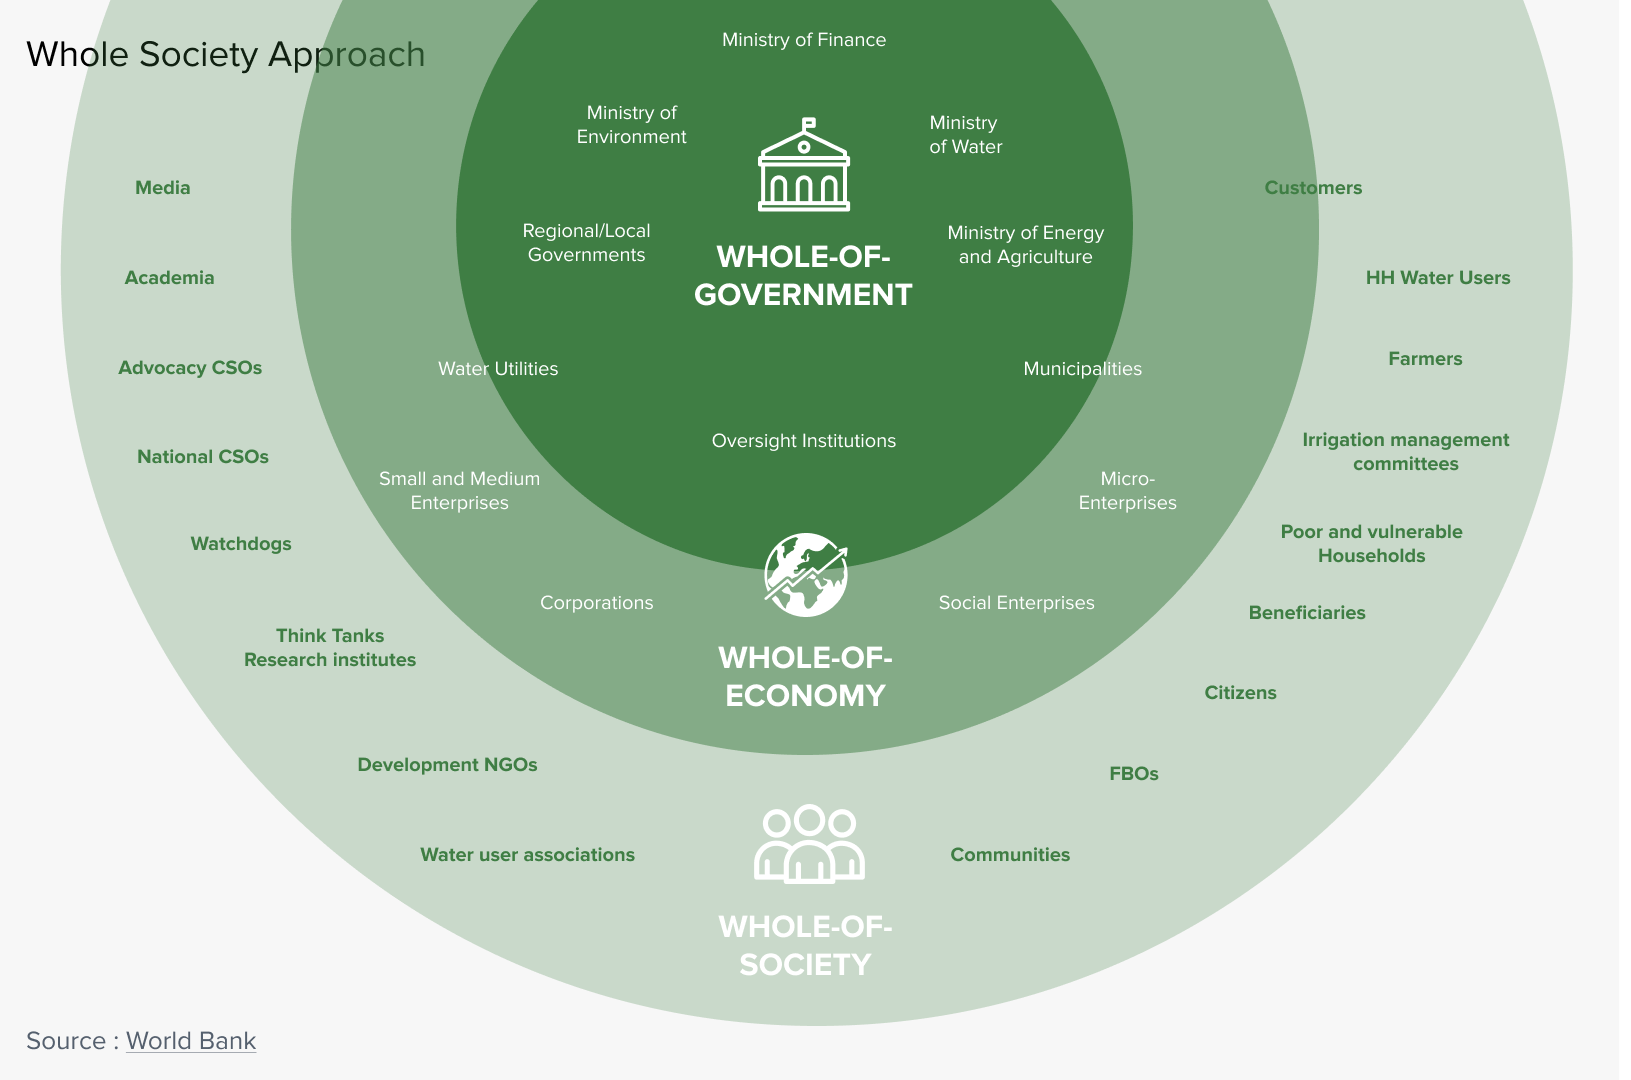 Whole Society Approach
Ministry of Finance
Ministry of
Environment
Ministry
of Water
Regional/Local
Governments
Ministry of Energy
and Agriculture
WHOLE-OF-
GOVERNMENT
Water Utilities
Municipalities
Oversight Institutions
Small and Medium
Enterprises
Micro-
Enterprises
Corporations
Social Enterprises
WHOLE-OF-
ECONOMY
Media
Academia
Advocacy CSOs
National CSOs
Watchdogs
Think Tanks
Research institutes
Development NGOs
Water user associations
Customers
HH Water Users
Farmers
Irrigation management
committees
Poor and vulnerable
Households
Beneficiaries
Citizens
FBOs
Communities
WHOLE-OF-
SOCIETY
Source : World Bank